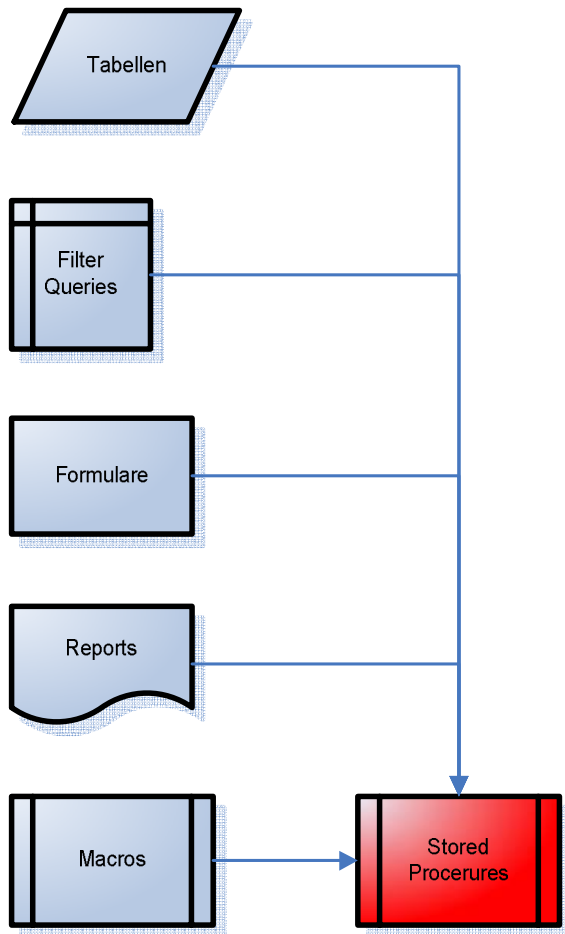 Tabellen
Filter
Queries
Formulare
Reports
Macros
Stored
Procerures